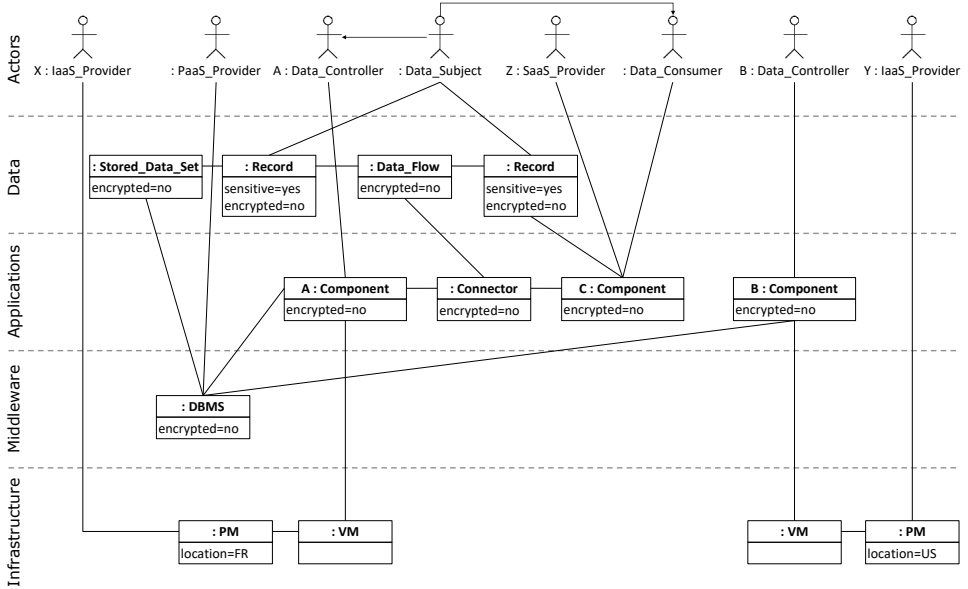 Actors
X : IaaS_Provider
: PaaS_Provider
A : Data_Controller
: Data_Subject
Z : SaaS_Provider
: Data_Consumer
B : Data_Controller
Y : IaaS_Provider
Data
: Stored_Data_Set
encrypted=no
: Record
sensitive=yes
encrypted=no
: Data_Flow
encrypted=no
: Record
sensitive=yes
encrypted=no
Applications
A : Component
encrypted=no
: Connector
encrypted=no
C : Component
encrypted=no
B : Component
encrypted=no
Middleware
: DBMS
encrypted=no
Infrastructure
: PM
location=FR
: VM
: VM
: PM
location=US